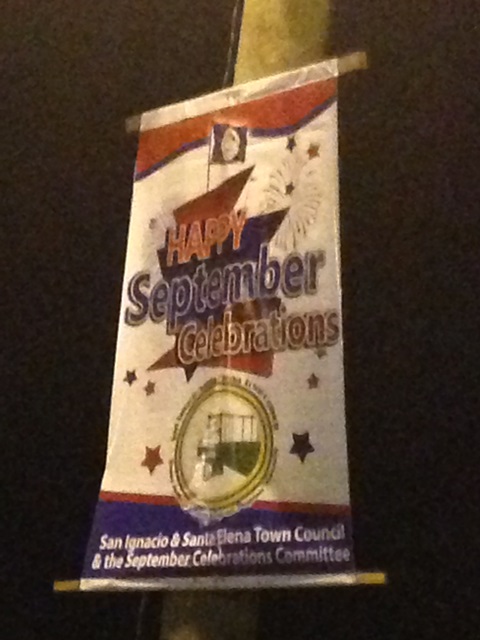 HAPPY
September
Celebrations
San Ignacio & Santa Elena Town Council
& the September Celebrations Committee